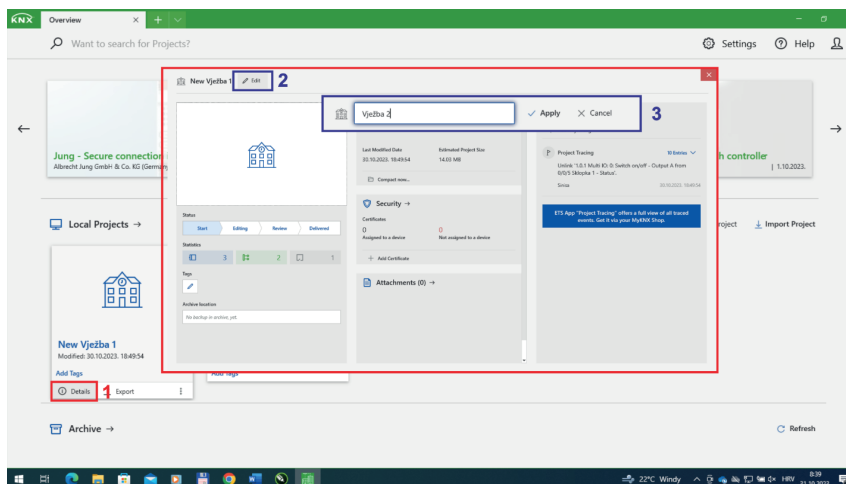 KNX Overview × +
Want to search for Projects?
Settings
Help
New Vježba 1
Edit
2
Vježba 2
Apply
Cancel
3
Jung - Secure connection
Albrecht Jung GmbH & Co. KG (Germany
h controller
1.10.2023.
Last Modified Date
Estimated Project Size
30.10.2023. 18:49:54
14.03 MB
Compact now...
Project Tracing
10 Entries
Unlink '1.0.1 Multi IO: 0: Switch on/off - Output A from
0/0/5 Sklopka 1 - Status'.
Sinisa
30.10.2023. 18:49:54
Security →
Certificates
0
Assigned to a device
0
Not assigned to a device
Add Certificate
ETS App "Project Tracing" offers a full view of all traced
events. Get it via your MyKNX Shop.
Status
Start
Editing
Review
Delivered
Statistics
3
2
1
Attachments (0) →
Tags
Archive location
No backup in archive, yet.
Local Projects →
roject
Import Project
New Vježba 1
Modified: 30.10.2023. 18:49:54
Add Tags
Add Tags
Details
1
Export
Archive →
Refresh
22°C Windy
HRV
8:39
31.10.2023.